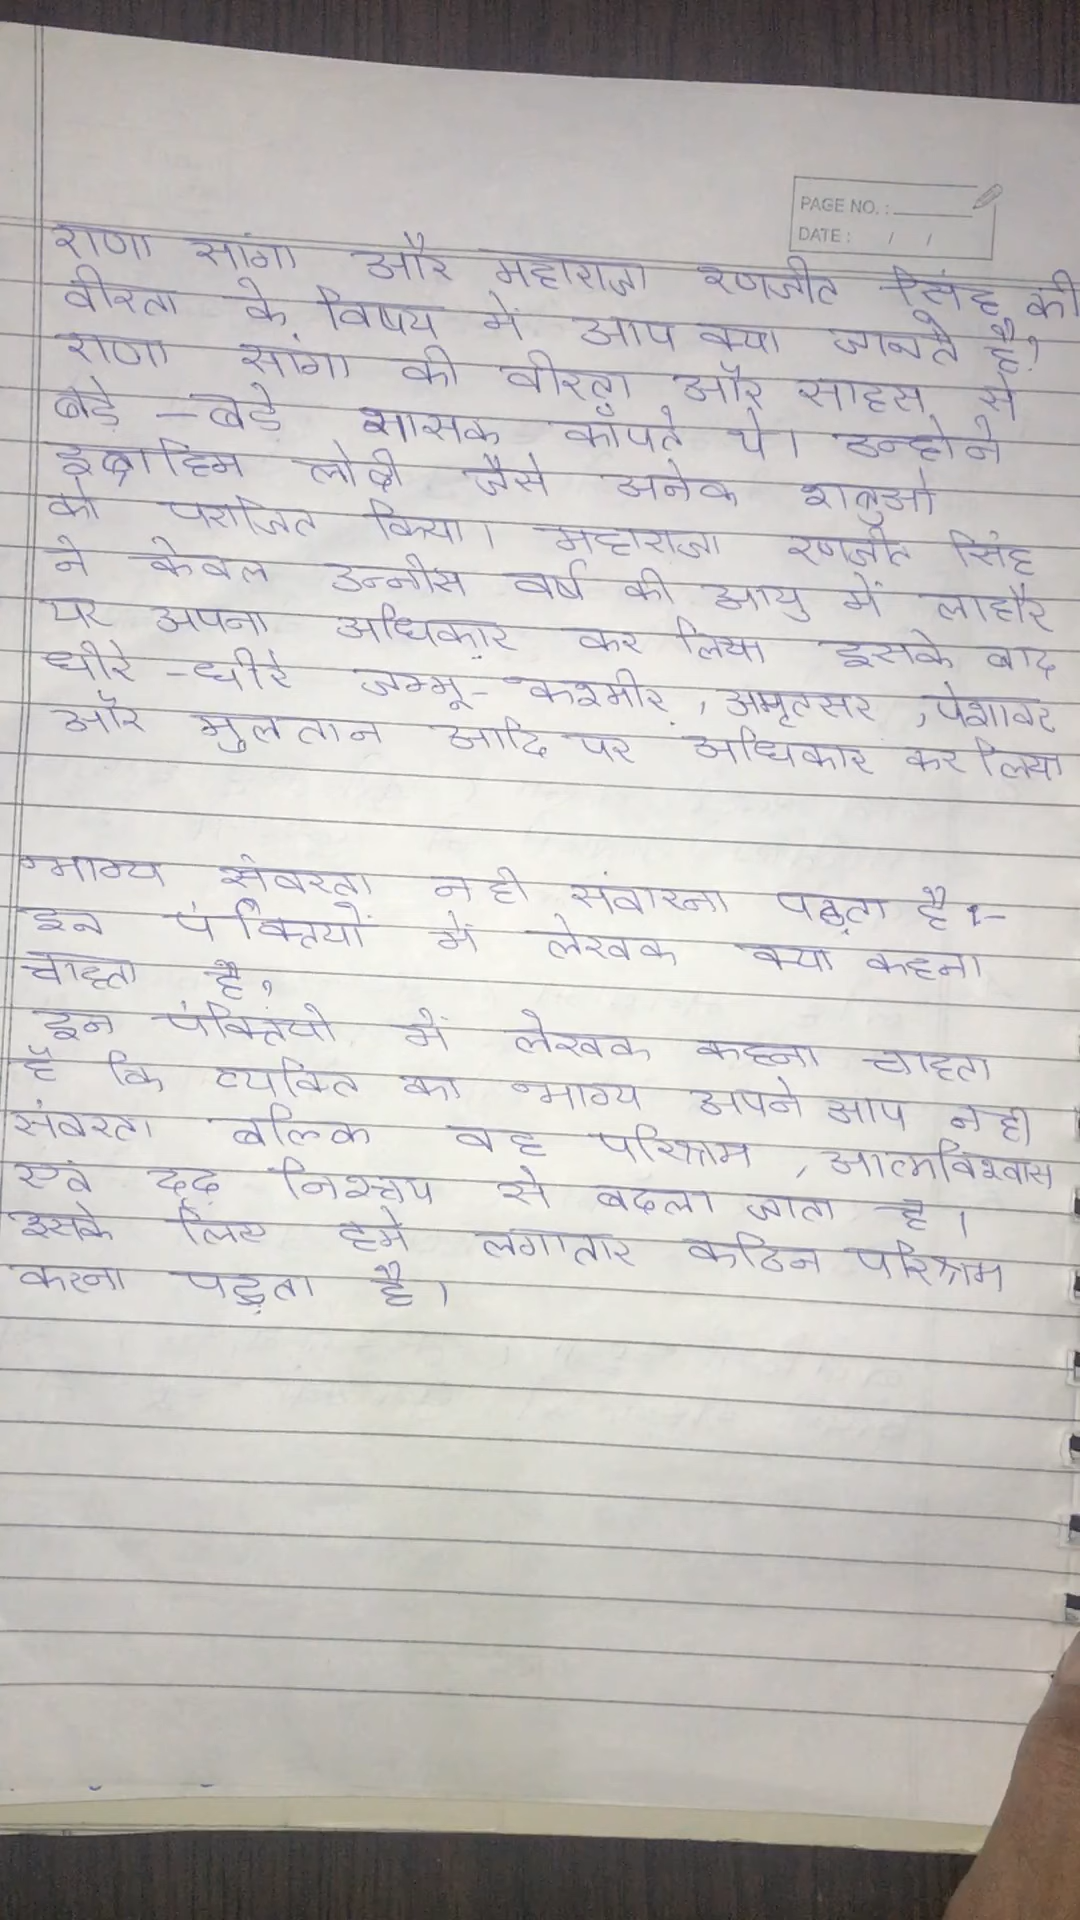 PAGE NO. :
DATE : / /
राणा सांगा और महाराजा रणजीत सिंह की
वीरता के विषय में आप क्या जानते है?
राणा सांगा की वीरता और साहस से
बड़े - बड़े शासक काँपते थे। उन्होने
इब्राहिम लोदी जैसे अनेक शत्रुओ
को पराजित किया। महाराजा रणजीत सिंह
ने केवल उन्नीस वर्ष की आयु में लाहौर
पर अपना अधिकार कर लिया इसके बाद
धीरे - धीरे जम्मू - कश्मीर , अमृतसर , पेशावर
और मुलतान आदि पर अधिकार कर लिया
भाग्य संवरता नही संवारना पड़ता है :-
इन पंक्तियों में लेखक क्या कहना
चाहता है?
इन पंक्तियो में लेखक कहना चाहता
है कि व्यक्ति का भाग्य अपने आप नही
संवरता बल्कि वह परिश्रम , आत्मविश्वास
एवं दृढ़ निश्चय से बदला जाता है ।
इसके लिए हमे लगातार कठिन परिश्रम
करना पड़ता है ।